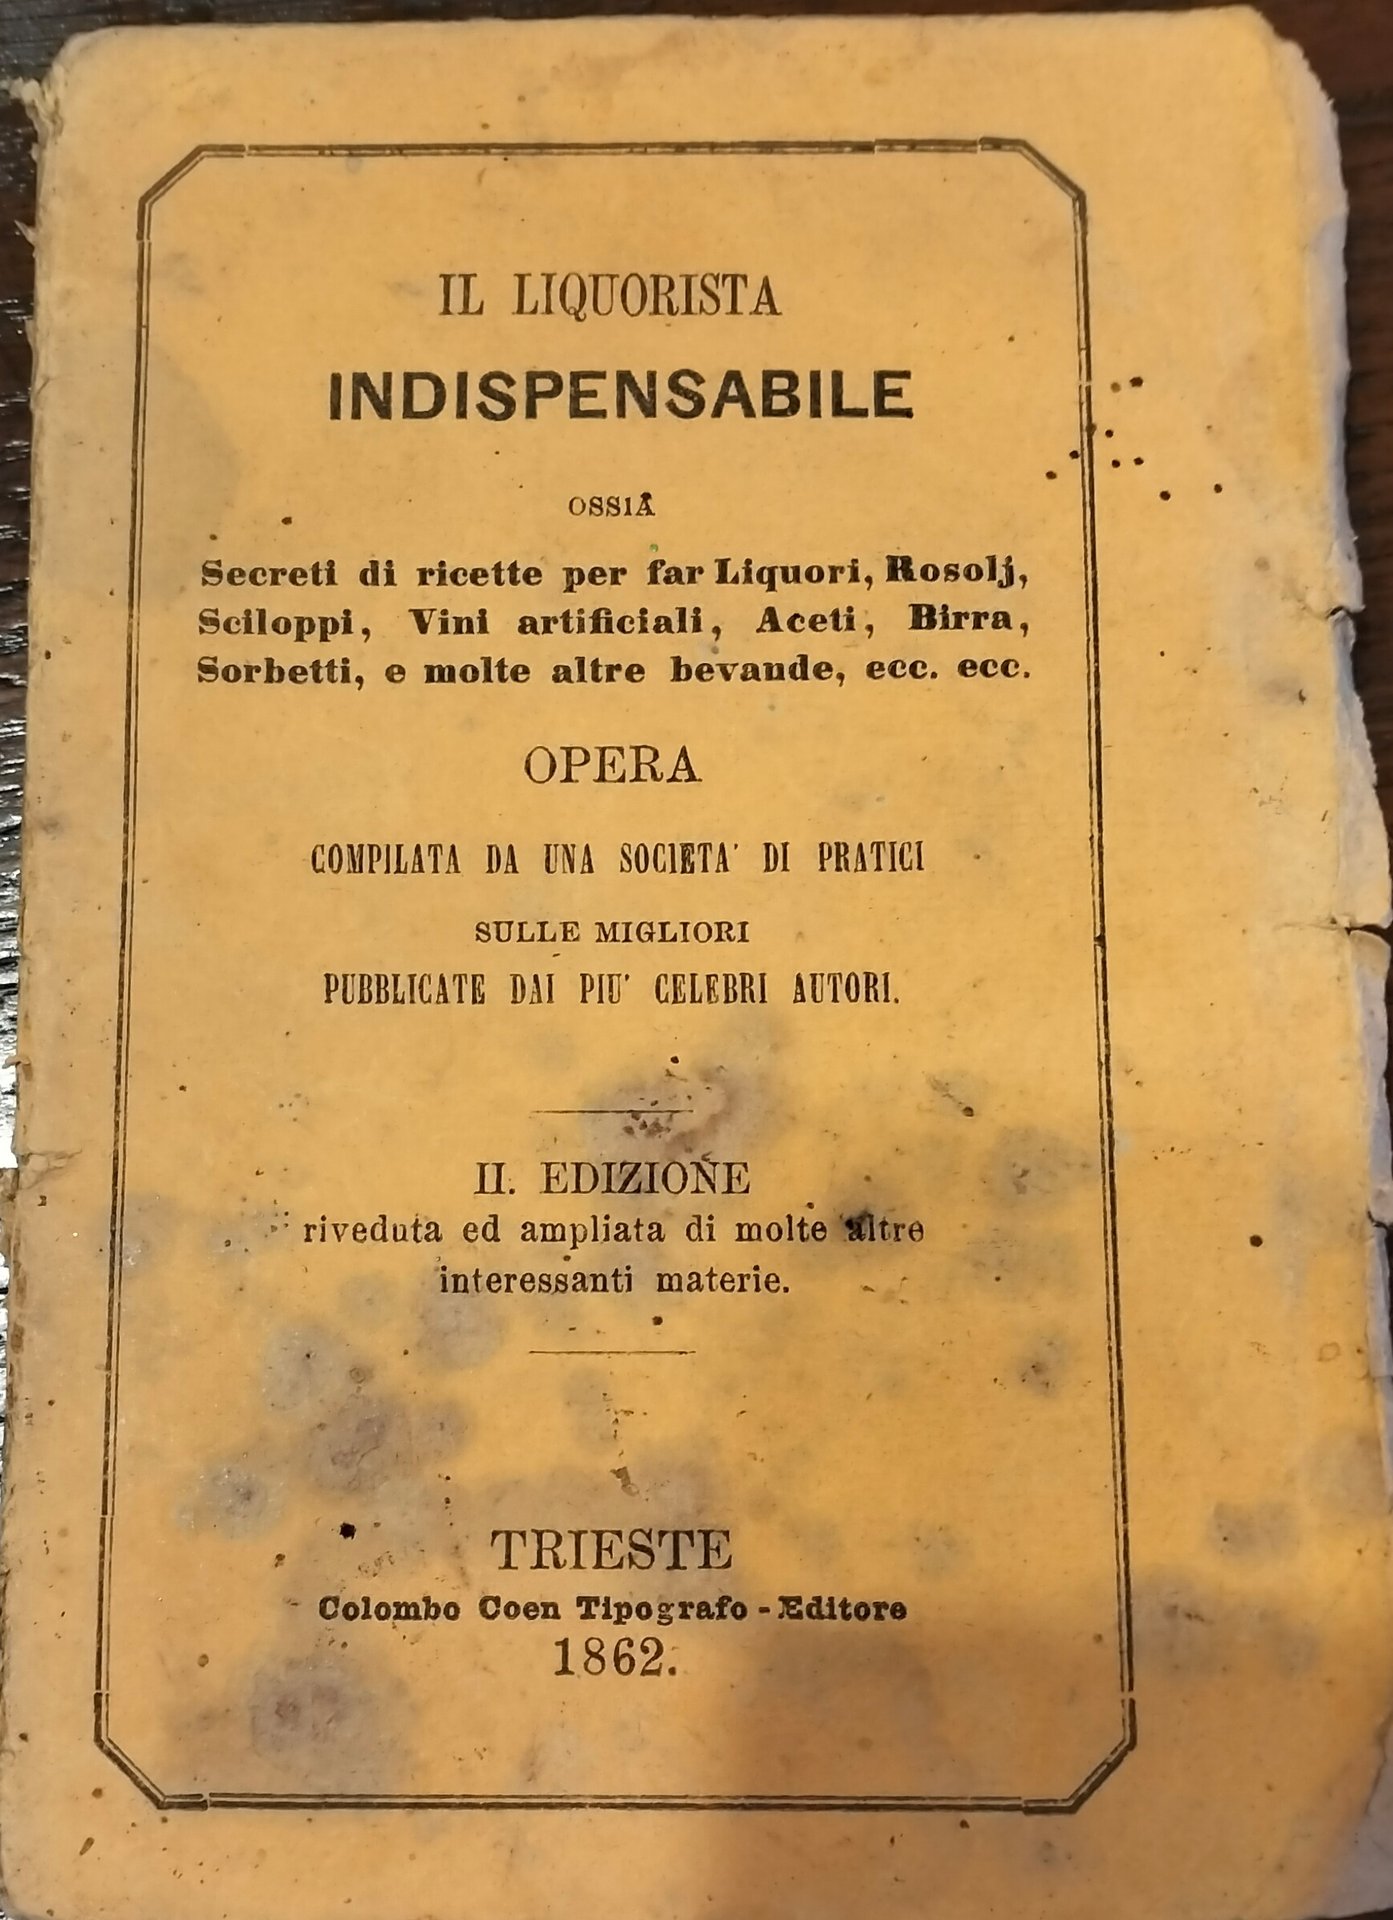 IL LIQUORISTA
INDISPENSABILE
OSSIA
Secreti di ricette per far Liquori, Rosolj,
Sciloppi, Vini artificiali, Aceti, Birra,
Sorbetti, e molte altre bevande, ecc. ecc.
OPERA
COMPILATA DA UNA SOCIETA' DI PRATICI
SULLE MIGLIORI
PUBBLICATE DAI PIU' CELEBRI AUTORI.
II. EDIZIONE
riveduta ed ampliata di molte altre
interessanti materie.
TRIESTE
Colombo Coen Tipografo-Editore
1862.